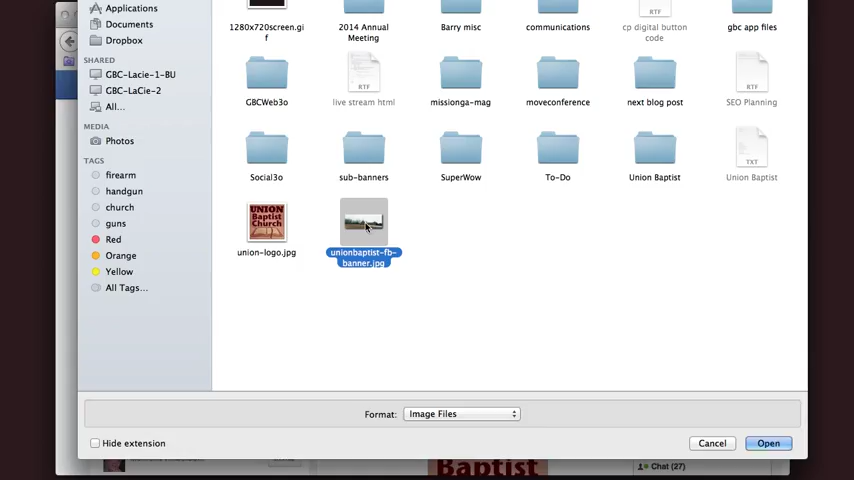 Applications
Documents
Dropbox
SHARED
GBC-Lacie-1-BU
GBC-LaCie-2
All...
MEDIA
Photos
TAGS
firearm
handgun
church
guns
Red
Orange
Yellow
All Tags...
1280x720screen.gi
f
2014 Annual
Meeting
Barry misc
communications
cp digital button
code
gbc app files
GBCWeb3o
live stream html
missionga-mag
moveconference
next blog post
SEO Planning
Social3o
sub-banners
SuperWow
To-Do
Union Baptist
Union Baptist
UNION
Baptist
Church
union-logo.jpg
unionbaptist-fb-
banner.jpg
RTF
RTF
RTF
TXT
Format: Image Files
Hide extension
Cancel
Open
Baptist
Chat (27)